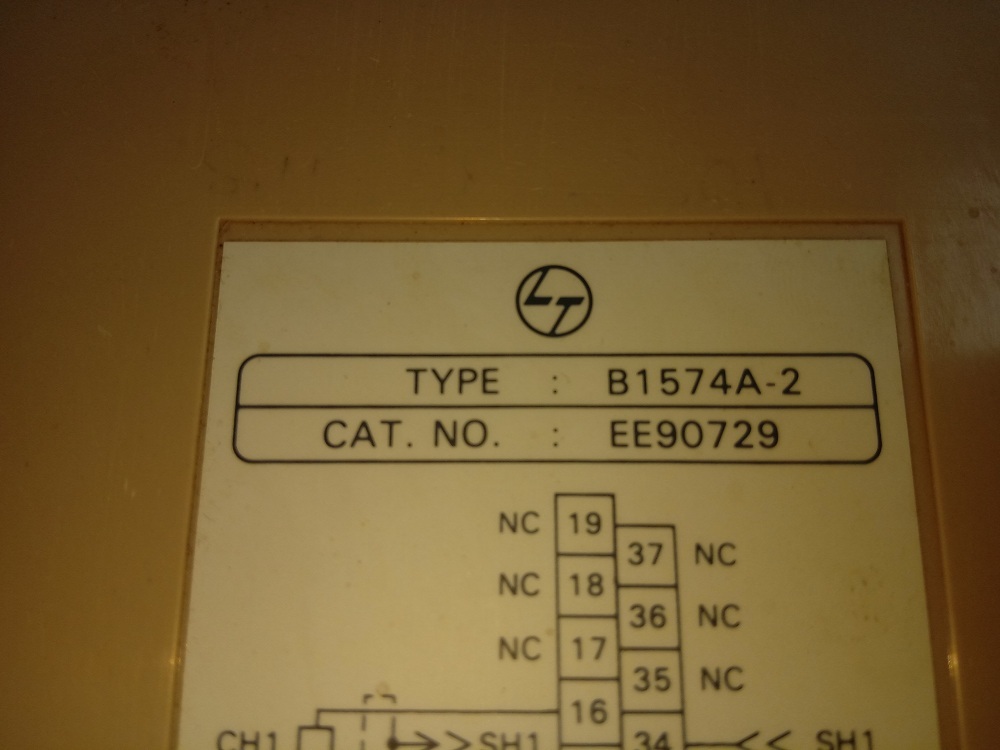 LT
TYPE : B1574A-2
CAT. NO. : EE90729
NC 19
37 NC
NC 18
36 NC
NC 17
35 NC
16
CH1 SH1 34 SH1